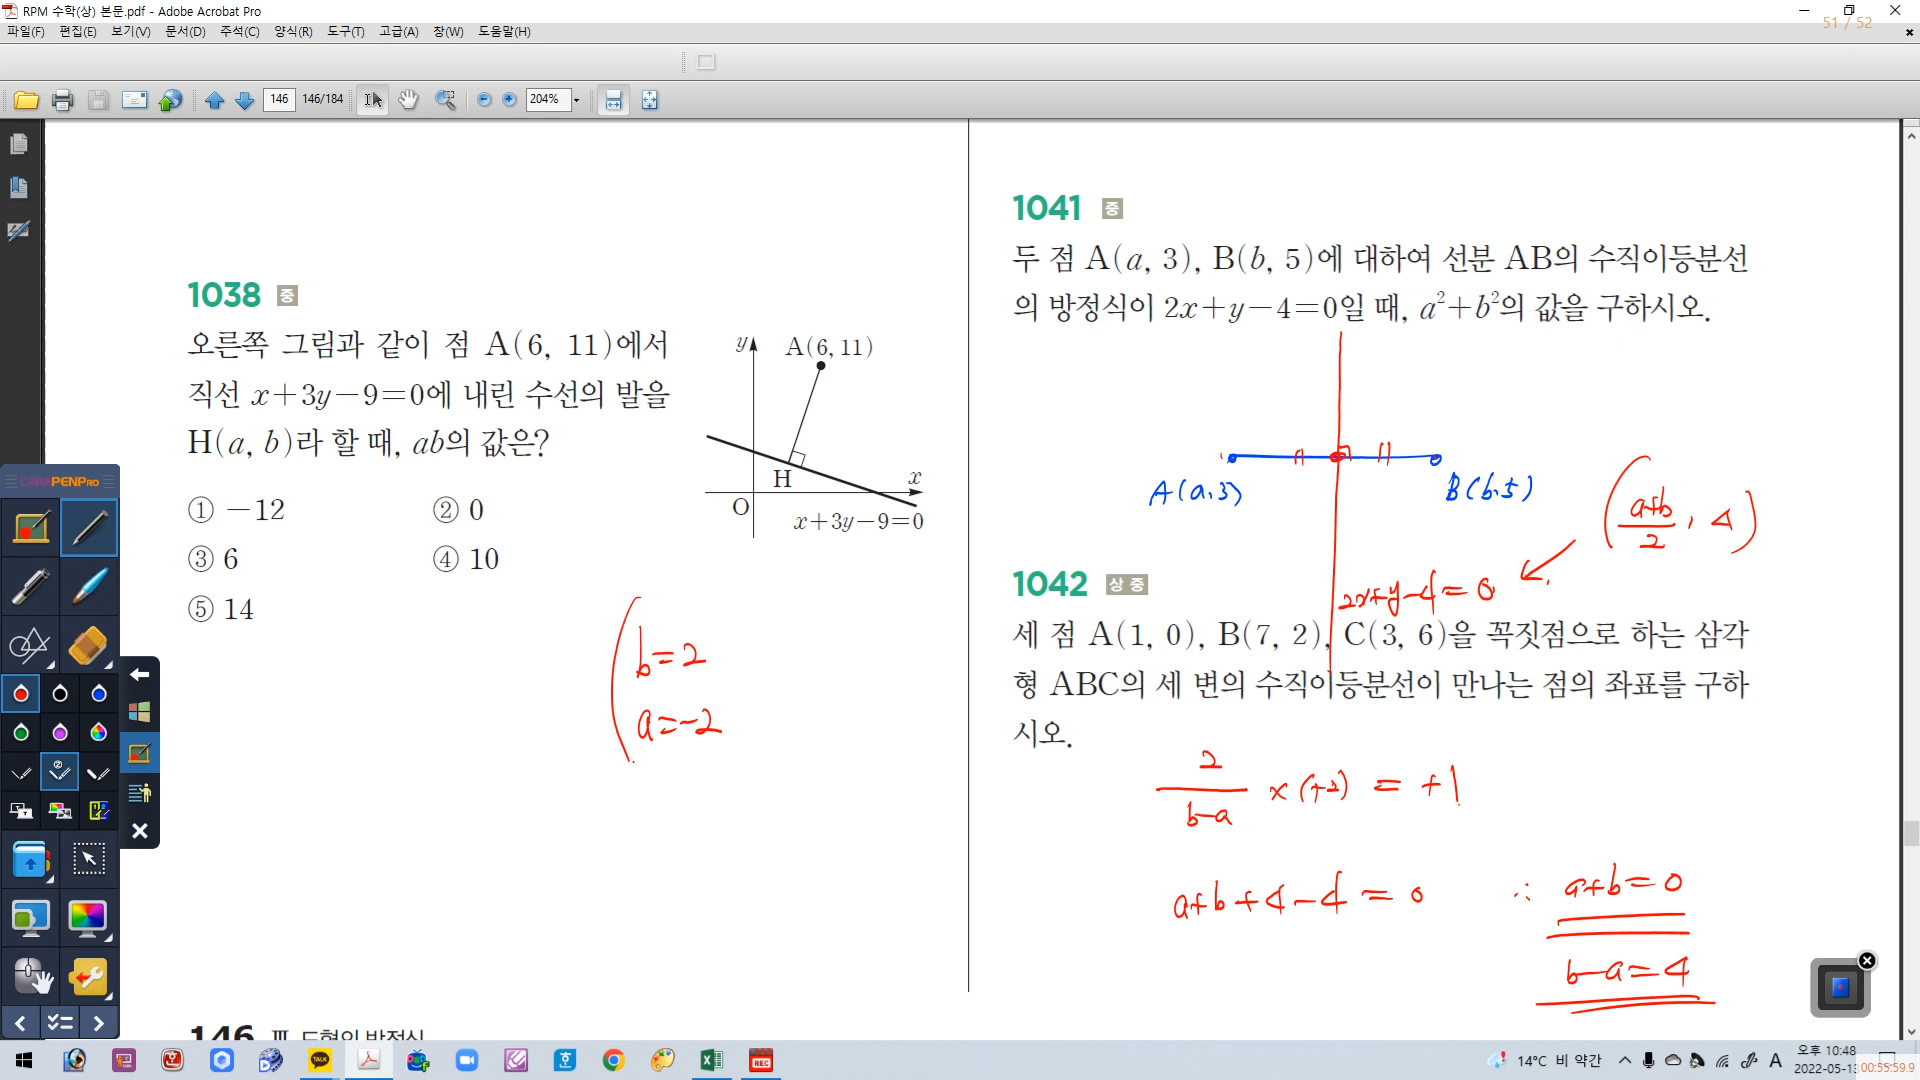 RPM 수학(상) 본문.pdf - Adobe Acrobat Pro
51 / 52
파일(F) 편집(E) 보기(V) 문서(D) 주석(C) 양식(R) 도구(T) 고급(A) 창(W) 도움말(H)
146 146/184 204%
1038 중
오른쪽 그림과 같이 점 A(6, 11)에서
직선 x+3y-9=0에 내린 수선의 발을
H(a, b)라 할 때, ab의 값은?
① -12 ② 0
③ 6 ④ 10
⑤ 14
y
A(6, 11)
H
x
O
x+3y-9=0
b=2
a=-2
1041 중
두 점 A(a, 3), B(b, 5)에 대하여 선분 AB의 수직이등분선
의 방정식이 2x+y-4=0일 때, a²+b²의 값을 구하시오.
A(a,3)
B(b,5)
(a+b/2, 4)
2x+y-4=0
1042 상 중
세 점 A(1, 0), B(7, 2), C(3, 6)을 꼭짓점으로 하는 삼각
형 ABC의 세 변의 수직이등분선이 만나는 점의 좌표를 구하
시오.
2/b-a ×(+2) = +1
a+b+4-4=0 ∴ a+b=0
b-a=4
146 Ⅲ 도형의 방정식
CARAPENPRO
TALK
REC
14°C 비 약간
A
오후 10:48
2022-05-13
00:55:59.9